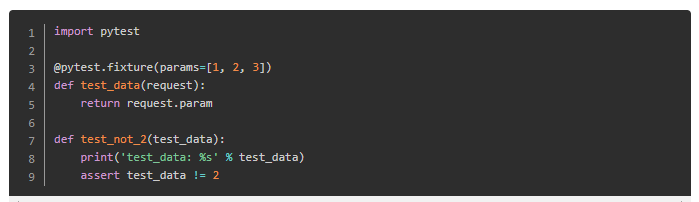 1 import pytest
2
3 @pytest.fixture(params=[1, 2, 3])
4 def test_data(request):
5     return request.param
6
7 def test_not_2(test_data):
8     print('test_data: %s' % test_data)
9     assert test_data != 2